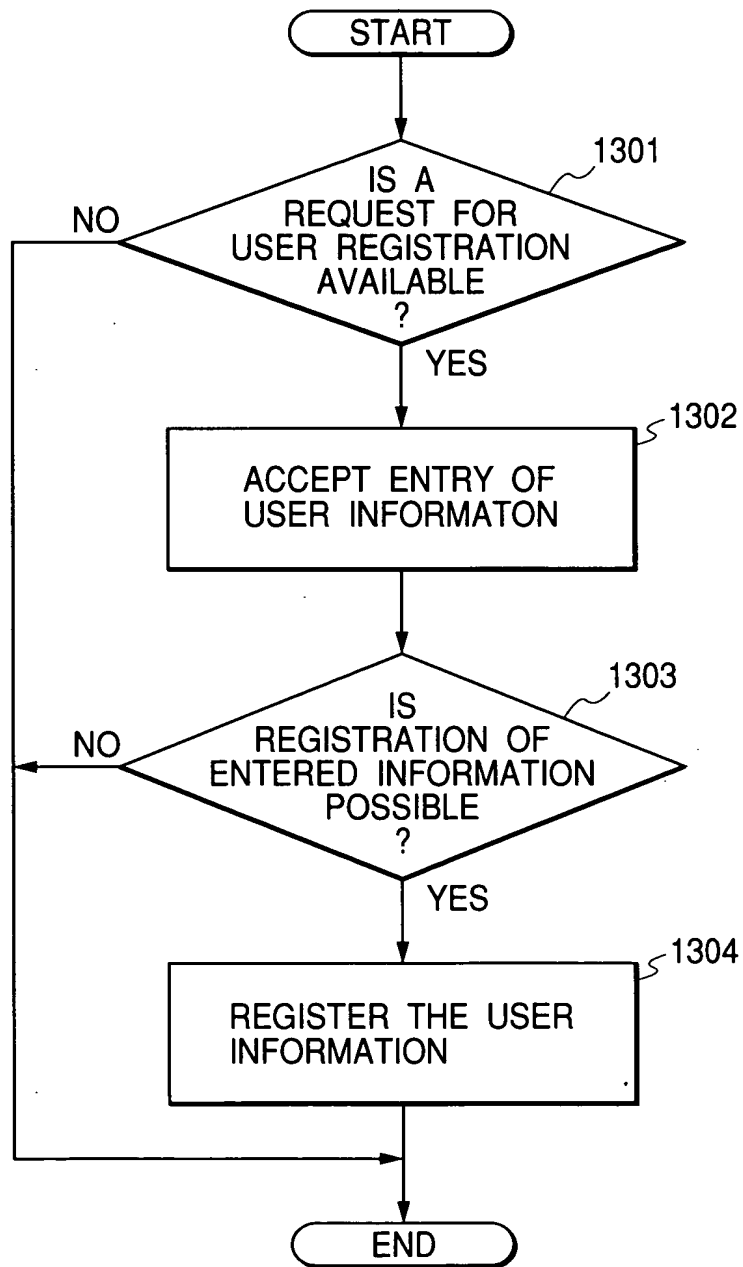 START
1301
IS A
REQUEST FOR
USER REGISTRATION
AVAILABLE
?
NO
YES
1302
ACCEPT ENTRY OF
USER INFORMATON
1303
IS
REGISTRATION OF
ENTERED INFORMATION
POSSIBLE
?
NO
YES
1304
REGISTER THE USER
INFORMATION
END